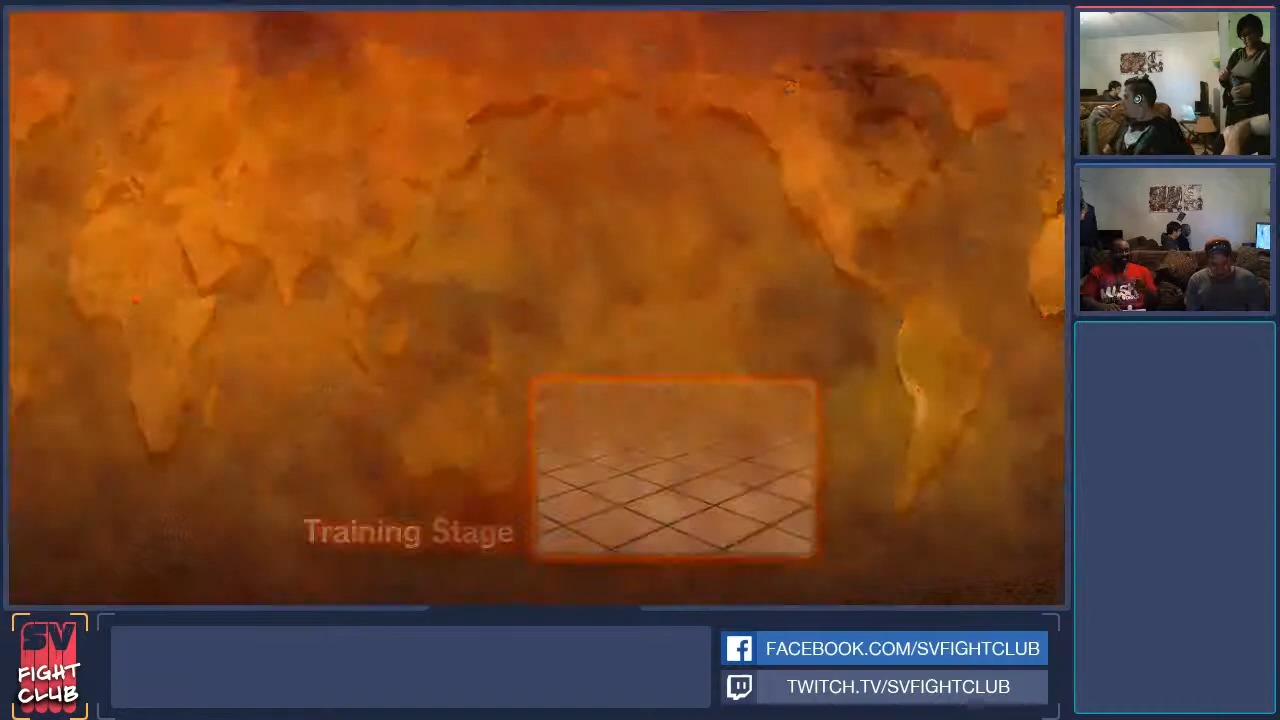 Training Stage
SV
FIGHT
CLUB
FACEBOOK.COM/SVFIGHTCLUB
TWITCH.TV/SVFIGHTCLUB